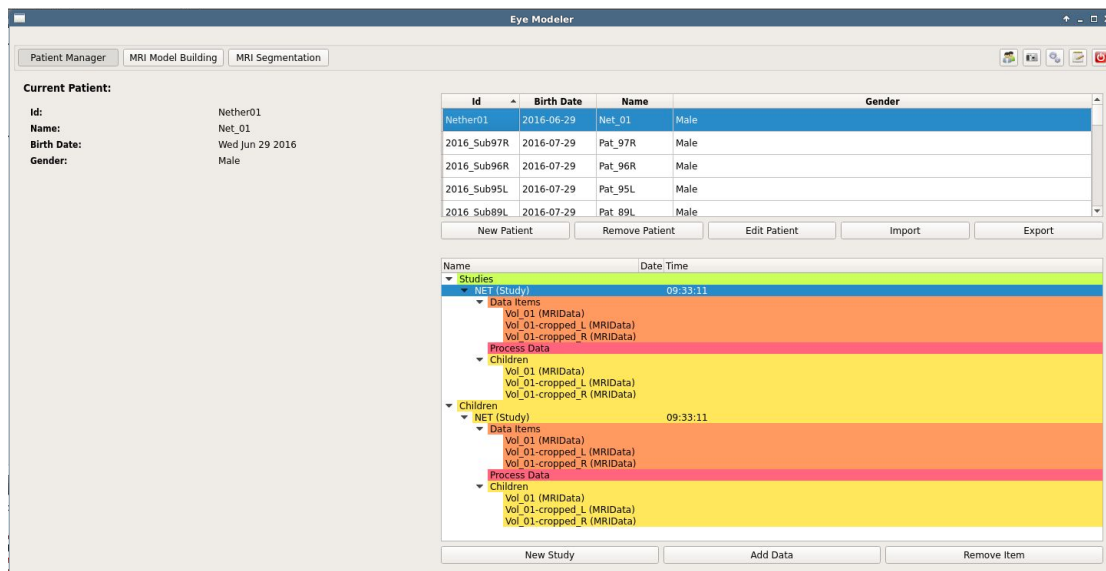 Eye Modeler
Patient Manager MRI Model Building MRI Segmentation
Current Patient:
Id: Nether01
Name: Net_01
Birth Date: Wed Jun 29 2016
Gender: Male
Id Birth Date Name Gender
Nether01 2016-06-29 Net_01 Male
2016_Sub97R 2016-07-29 Pat_97R Male
2016_Sub96R 2016-07-29 Pat_96R Male
2016_Sub95L 2016-07-29 Pat_95L Male
2016_Sub89L 2016-07-29 Pat_89L Male
New Patient Remove Patient Edit Patient Import Export
Name Date Time
Studies
NET (Study) 09:33:11
Data Items
Vol_01 (MRIData)
Vol_01-cropped_L (MRIData)
Vol_01-cropped_R (MRIData)
Process Data
Children
Vol_01 (MRIData)
Vol_01-cropped_L (MRIData)
Vol_01-cropped_R (MRIData)
Children
NET (Study) 09:33:11
Data Items
Vol_01 (MRIData)
Vol_01-cropped_L (MRIData)
Vol_01-cropped_R (MRIData)
Process Data
Children
Vol_01 (MRIData)
Vol_01-cropped_L (MRIData)
Vol_01-cropped_R (MRIData)
New Study Add Data Remove Item